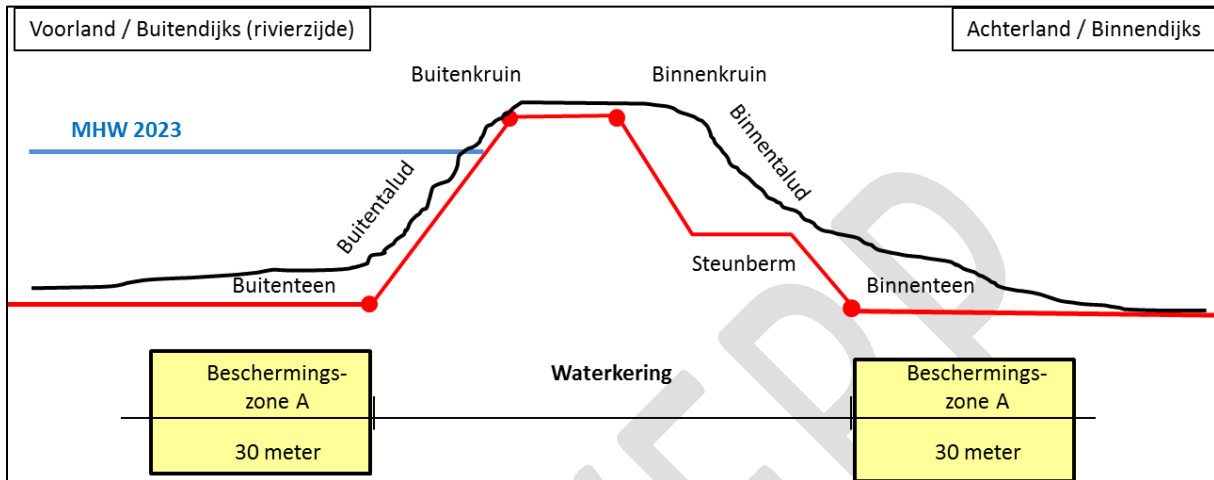 Voorland / Buitendijks (rivierzijde)
Achterland / Binnendijks
Buitenkruin
Binnenkruin
MHW 2023
Buitentalud
Binnentalud
Steunberm
Buitenteen
Binnenteen
Beschermings-
zone A
30 meter
Waterkering
Beschermings-
zone A
30 meter